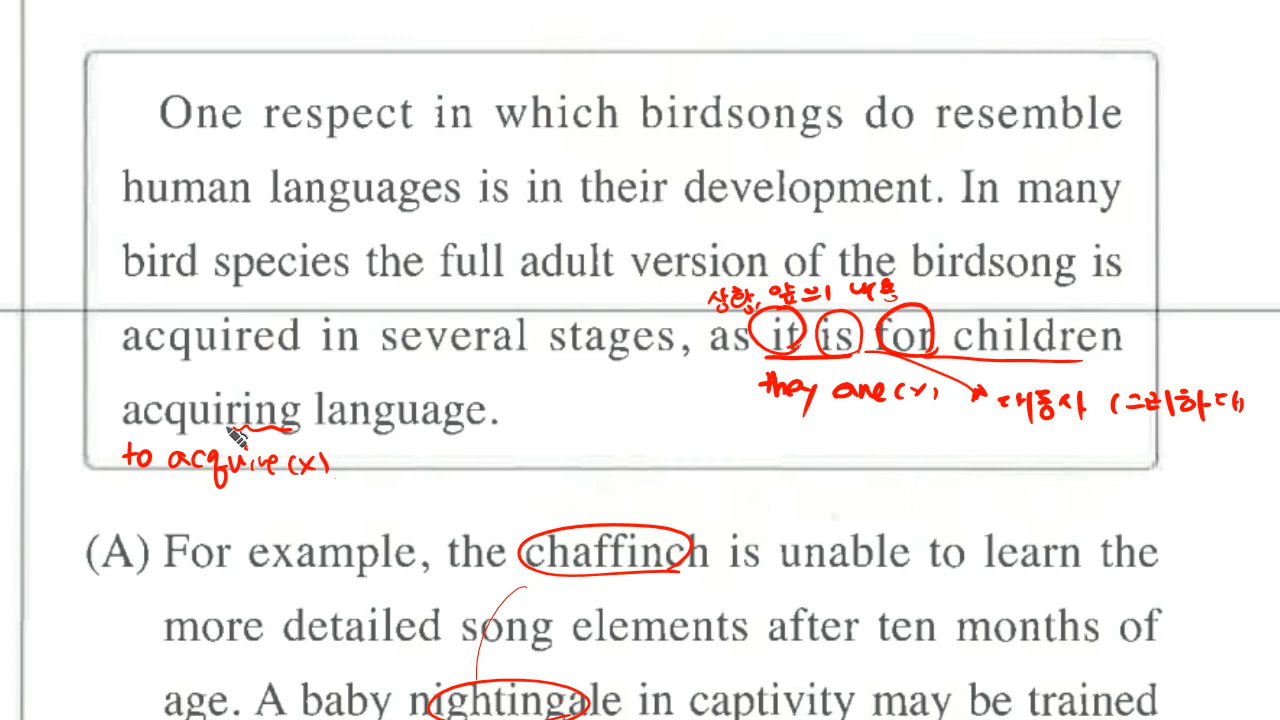 One respect in which birdsongs do resemble
human languages is in their development. In many
bird species the full adult version of the birdsong is
상황, 앞의 내용
acquired in several stages, as it is for children
they are (x)
대동사 (그러하다)
acquiring language.
to acquire (x)
(A) For example, the chaffinch is unable to learn the
more detailed song elements after ten months of
age. A baby nightingale in captivity may be trained